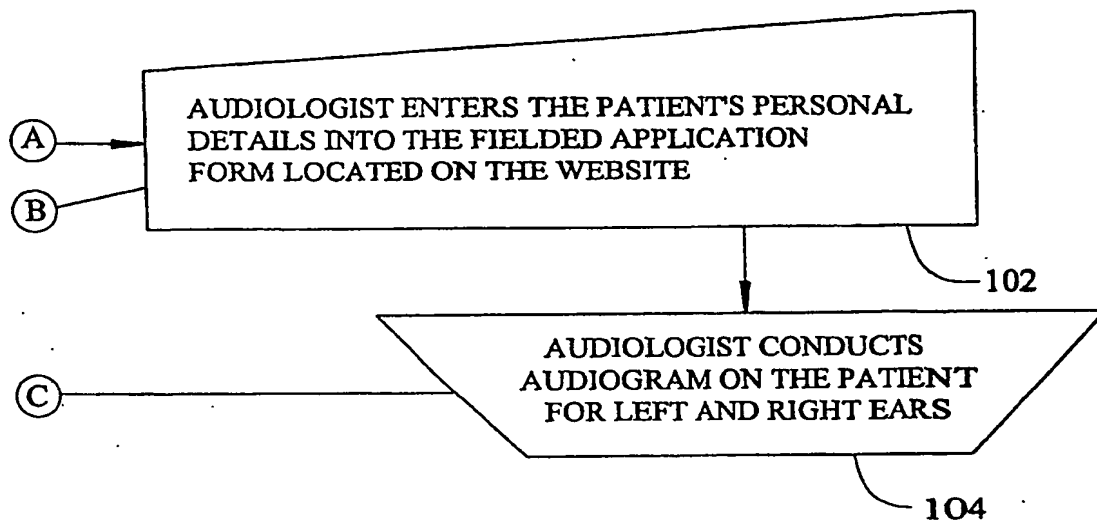 AUDIOLOGIST ENTERS THE PATIENT'S PERSONAL
DETAILS INTO THE FIELDED APPLICATION
FORM LOCATED ON THE WEBSITE
A
B
102
AUDIOLOGIST CONDUCTS
AUDIOGRAM ON THE PATIENT
FOR LEFT AND RIGHT EARS
C
104